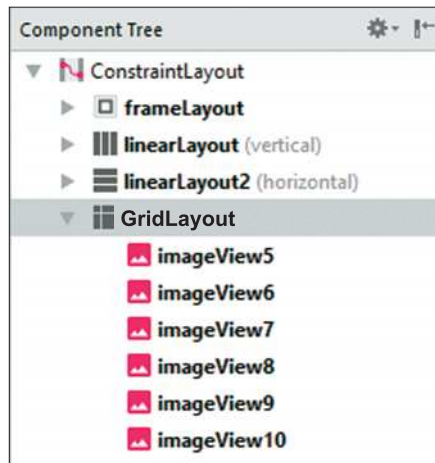 Component Tree
ConstraintLayout
frameLayout
linearLayout (vertical)
linearLayout2 (horizontal)
GridLayout
imageView5
imageView6
imageView7
imageView8
imageView9
imageView10